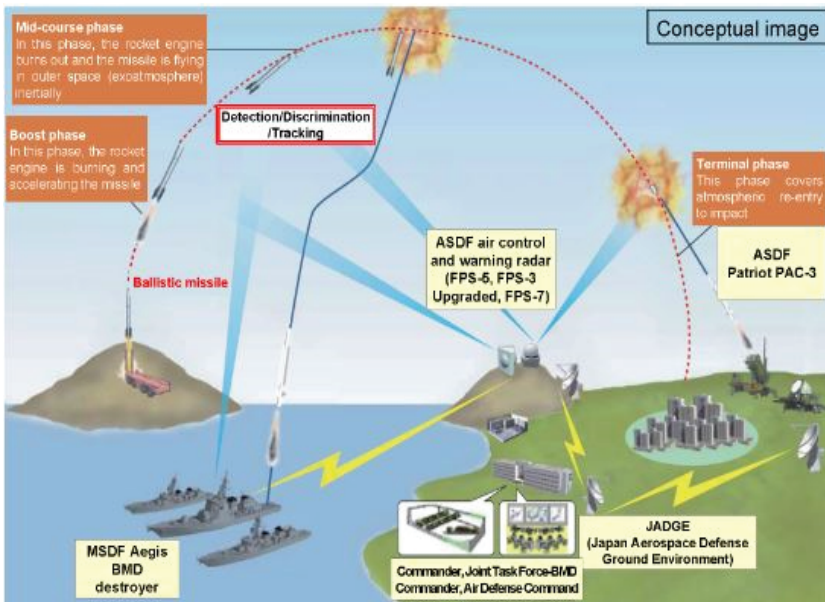 Conceptual image
Mid-course phase
In this phase, the rocket engine
burns out and the missile is flying
in outer space (exoatmosphere)
inertially
Detection/Discrimination
/Tracking
Boost phase
In this phase, the rocket
engine is burning and
accelerating the missile
Terminal phase
This phase covers
atmospheric re-entry
to impact
ASDF air control
and warning radar
(FPS-5, FPS-3
Upgraded, FPS-7)
ASDF
Patriot PAC-3
Ballistic missile
MSDF Aegis
BMD
destroyer
JADGE
(Japan Aerospace Defense
Ground Environment)
Commander, Joint Task Force-BMD
Commander, Air Defense Command